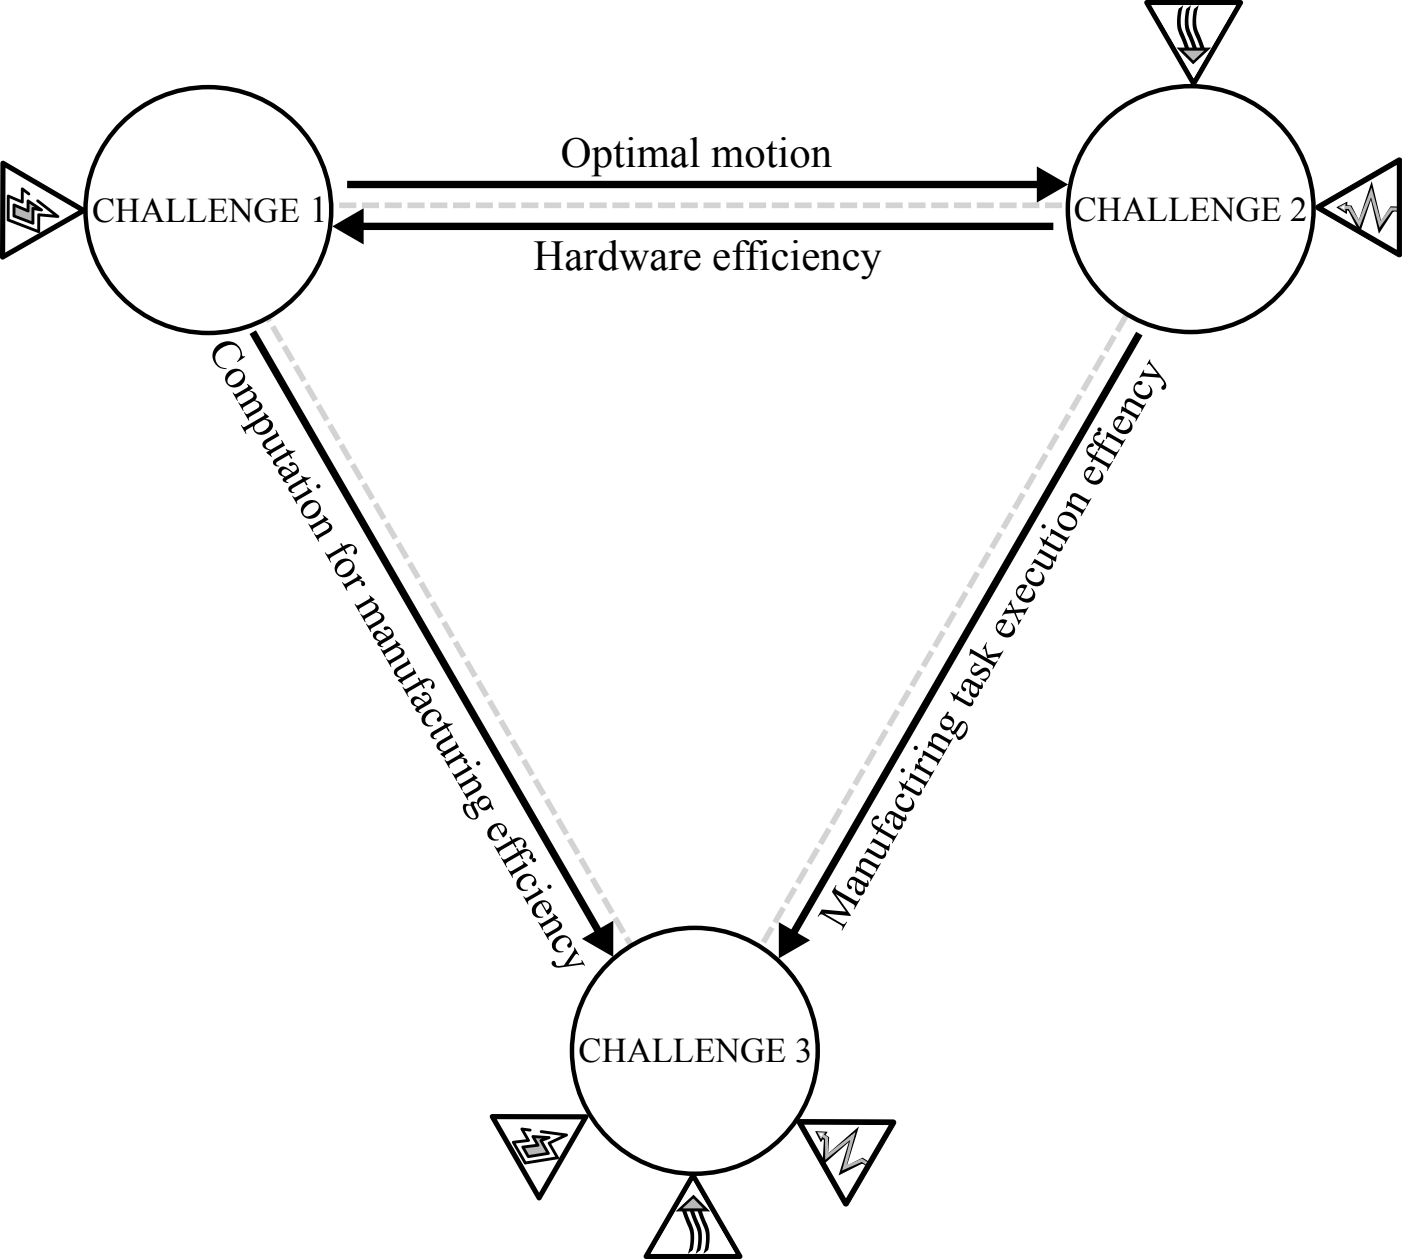 Optimal motion
CHALLENGE 1
CHALLENGE 2
Hardware efficiency
Computation for manufacturing efficiency
Manufactiring task execution effiency
CHALLENGE 3